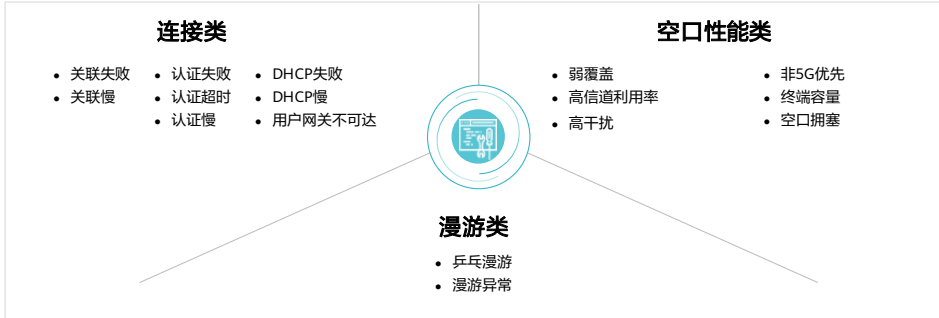 连接类
关联失败
关联慢
认证失败
认证超时
认证慢
DHCP失败
DHCP慢
用户网关不可达
空口性能类
弱覆盖
高信道利用率
高干扰
非5G优先
终端容量
空口拥塞
漫游类
乒乓漫游
漫游异常